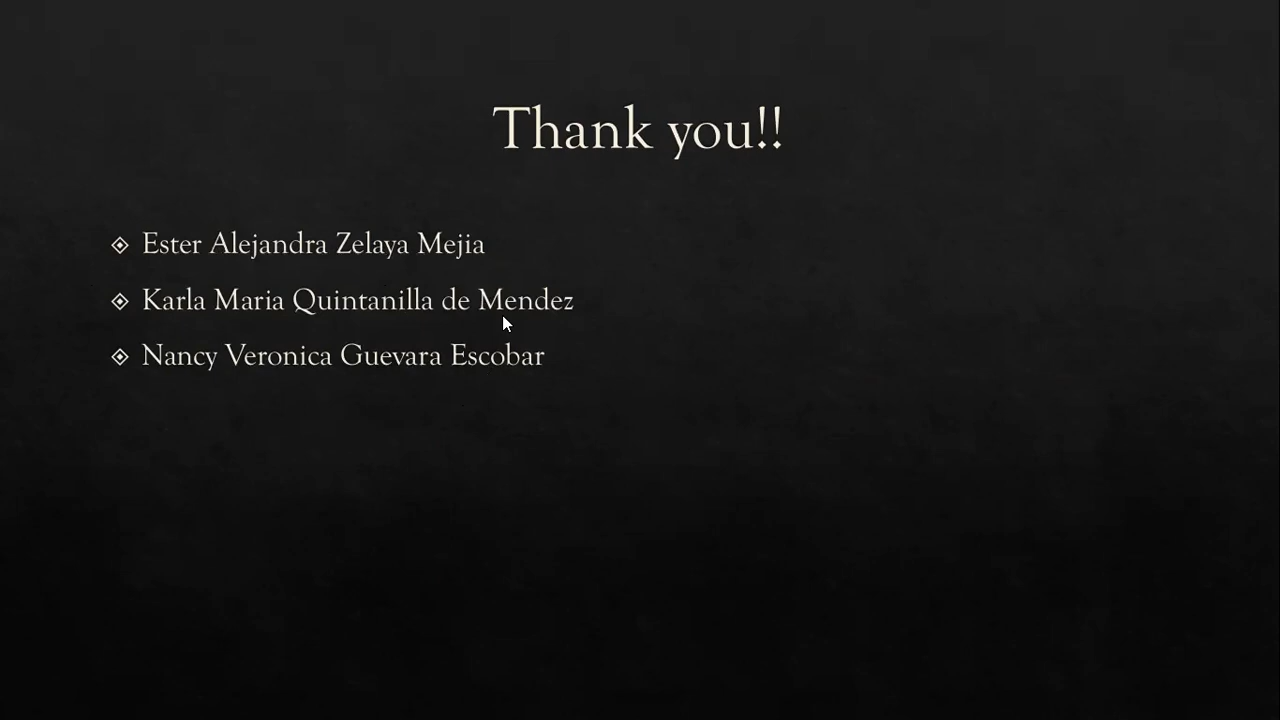 Thank you!!
Ester Alejandra Zelaya Mejia
Karla Maria Quintanilla de Mendez
Nancy Veronica Guevara Escobar